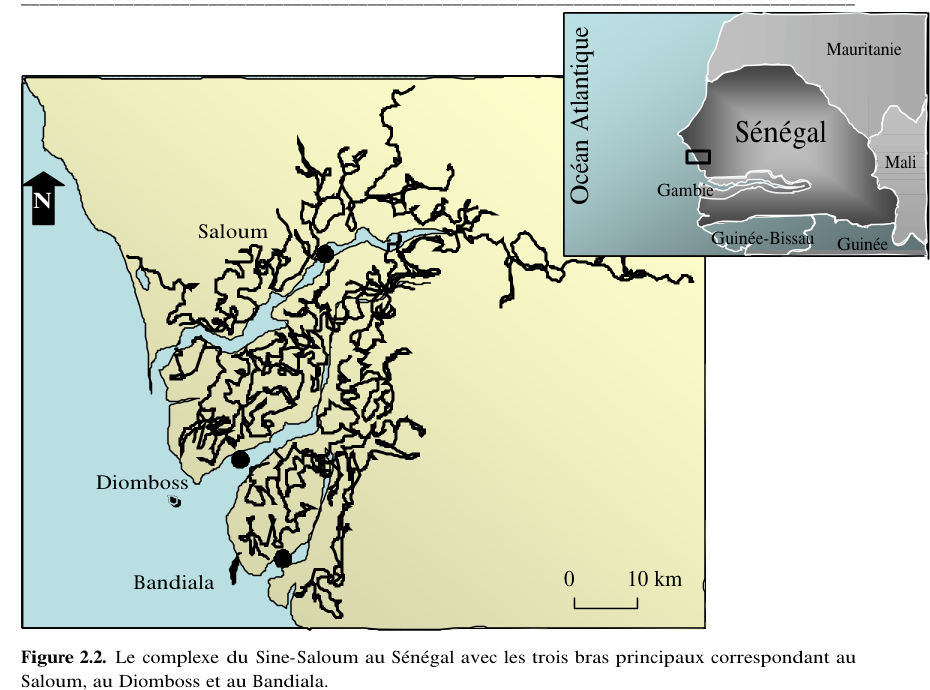 Océan Atlantique
Mauritanie
Sénégal
Mali
Gambie
Guinée-Bissau
Guinée
N
Saloum
Diomboss
Bandiala
0 10 km
Figure 2.2. Le complexe du Sine-Saloum au Sénégal avec les trois bras principaux correspondant au
Saloum, au Diomboss et au Bandiala.